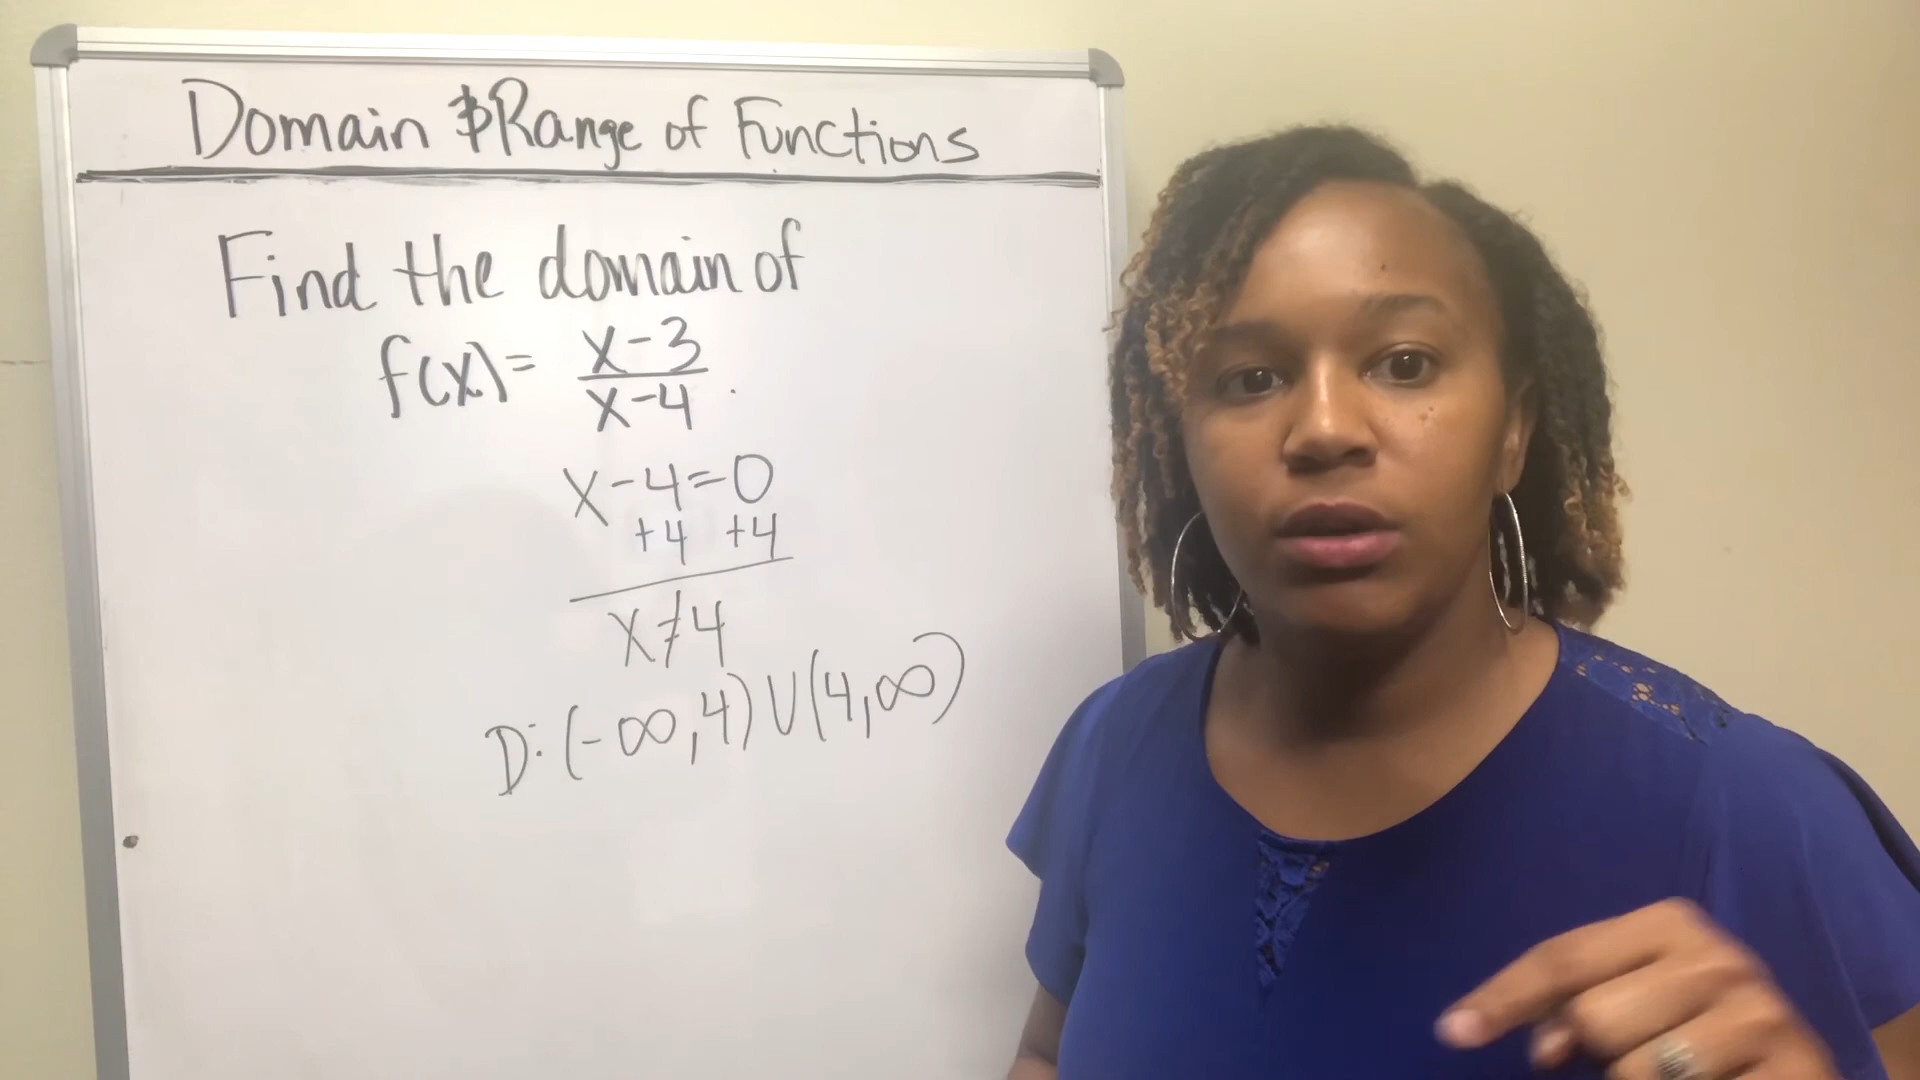 Domain & Range of Functions
Find the domain of
f(x)= x-3
x-4 .
x-4=0
+4 +4
x≠4
D: (-∞,4)∪(4,∞)